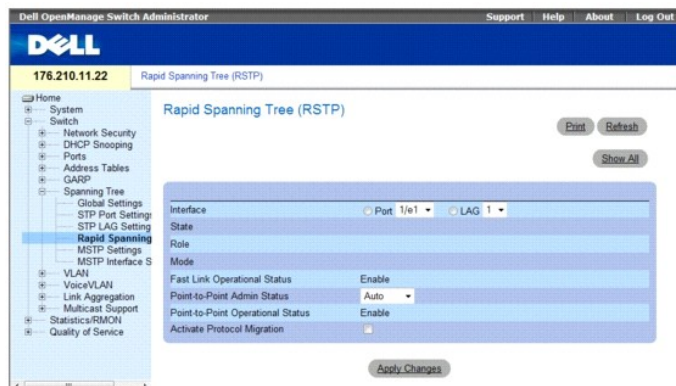 Dell OpenManage Switch Administrator
Support Help About Log Out
DELL
176.210.11.22
Rapid Spanning Tree (RSTP)
Home
System
Switch
Network Security
DHCP Snooping
Ports
Address Tables
GARP
Spanning Tree
Global Settings
STP Port Settings
STP LAG Setting
Rapid Spanning
MSTP Settings
MSTP Interface S
VLAN
VoiceVLAN
Link Aggregation
Multicast Support
Statistics/RMON
Quality of Service
Rapid Spanning Tree (RSTP)
Print Refresh
Show All
Interface Port 1/e1 LAG 1
State
Role
Mode
Fast Link Operational Status Enable
Point-to-Point Admin Status Auto
Point-to-Point Operational Status Enable
Activate Protocol Migration
Apply Changes